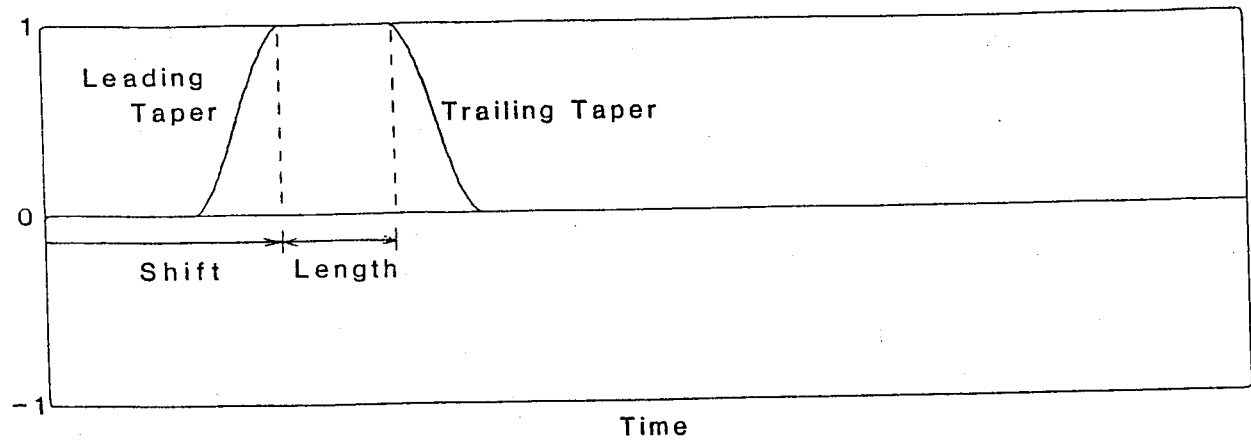 1
Leading
Taper
Trailing Taper
0
Shift
Length
-1
Time